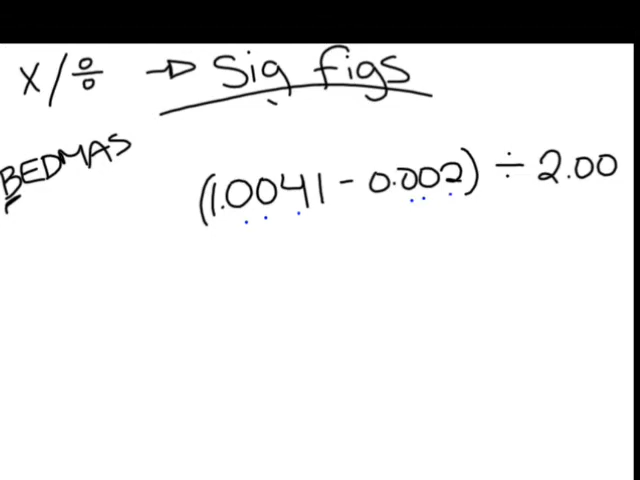 X/÷ → Sig figs
BEDMAS
(1.0041 - 0.002) ÷ 2.00